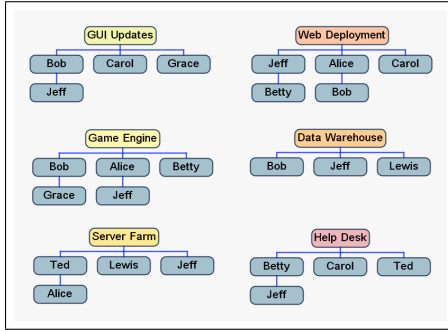 GUI Updates
Bob Carol Grace
Jeff
Web Deployment
Jeff Alice Carol
Betty Bob
Game Engine
Bob Alice Betty
Grace Jeff
Data Warehouse
Bob Jeff Lewis
Server Farm
Ted Lewis Jeff
Alice
Help Desk
Betty Carol Ted
Jeff